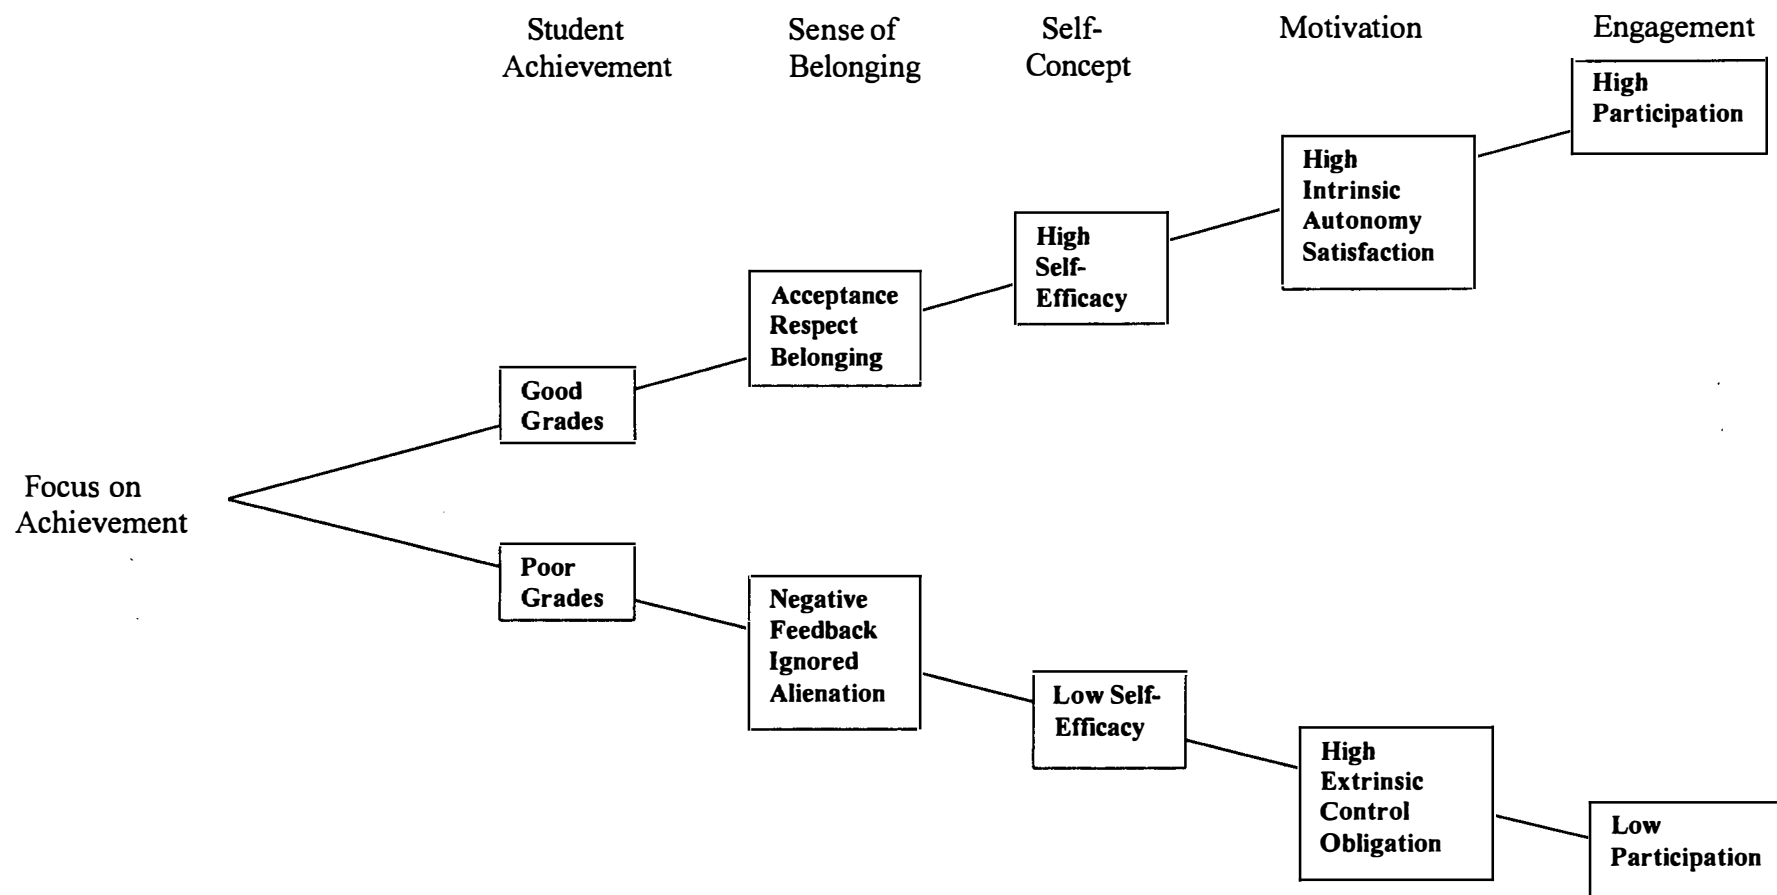 Student
Achievement
Sense of
Belonging
Self-
Concept
Motivation
Engagement
High
Participation
High
Intrinsic
Autonomy
Satisfaction
High
Self-
Efficacy
Acceptance
Respect
Belonging
Good
Grades
Focus on
Achievement
Poor
Grades
Negative
Feedback
Ignored
Alienation
Low Self-
Efficacy
High
Extrinsic
Control
Obligation
Low
Participation